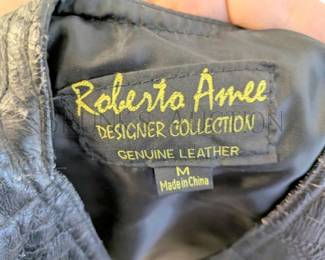 Roberto Amee
DESIGNER COLLECTION
GENUINE LEATHER
M
Made in China